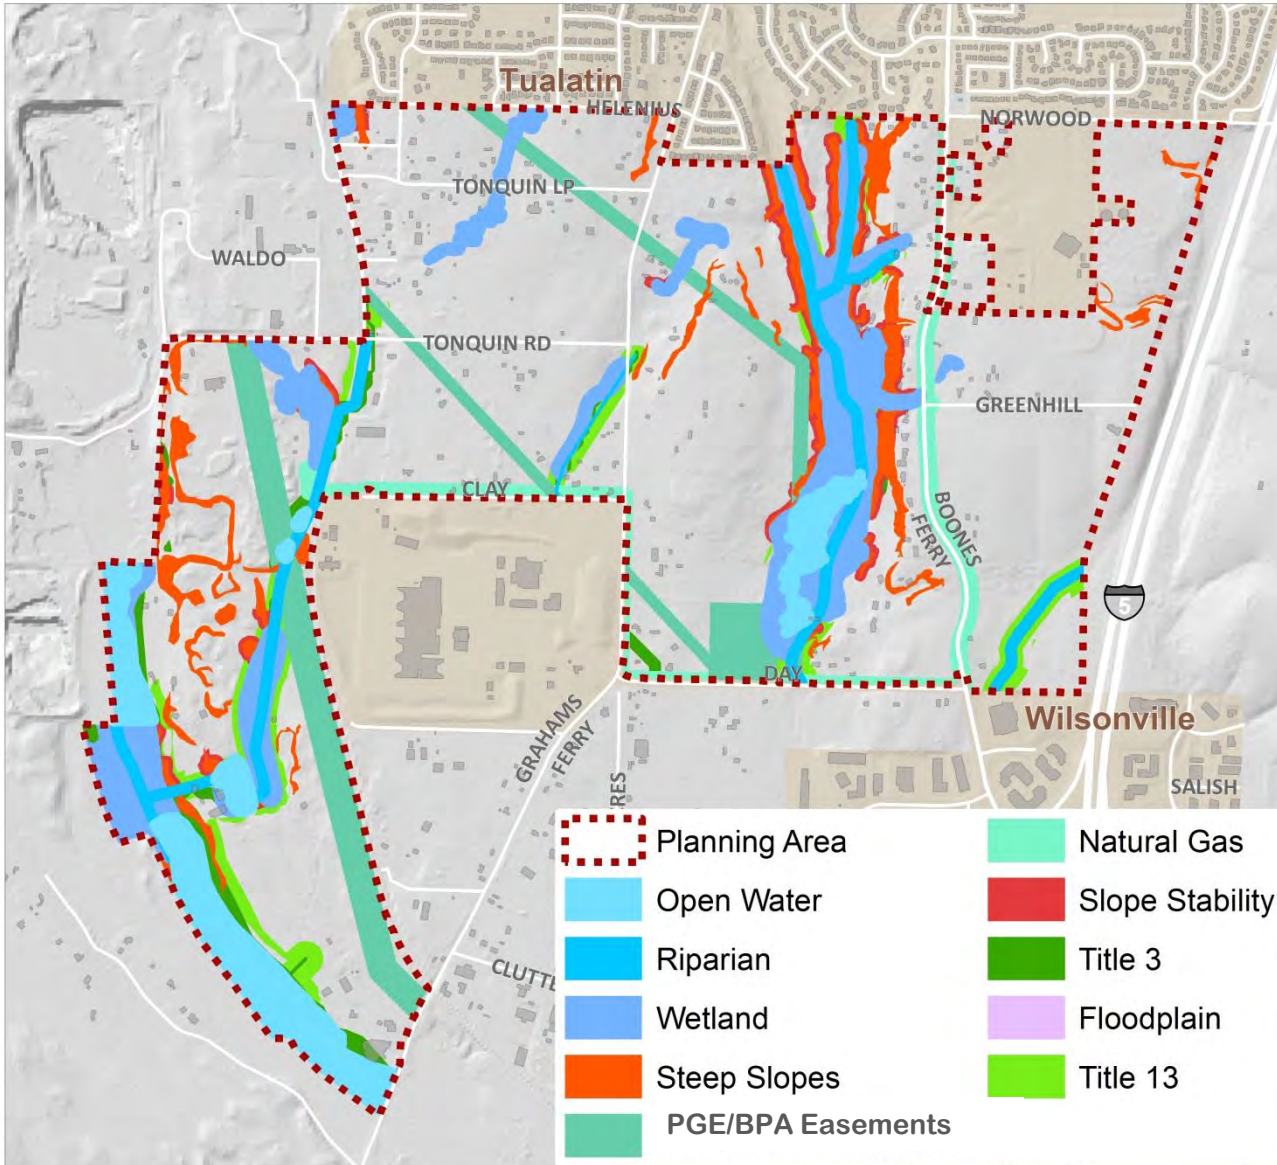 Tualatin
HELENIUS
NORWOOD
TONQUIN LP
WALDO
TONQUIN RD
GREENHILL
CLAY
BOONES
FERRY
5
DAY
Wilsonville
GRAHAMS
FERRY
RES
SALISH
CLUTTE
Planning Area
Natural Gas
Open Water
Slope Stability
Riparian
Title 3
Wetland
Floodplain
Steep Slopes
Title 13
PGE/BPA Easements